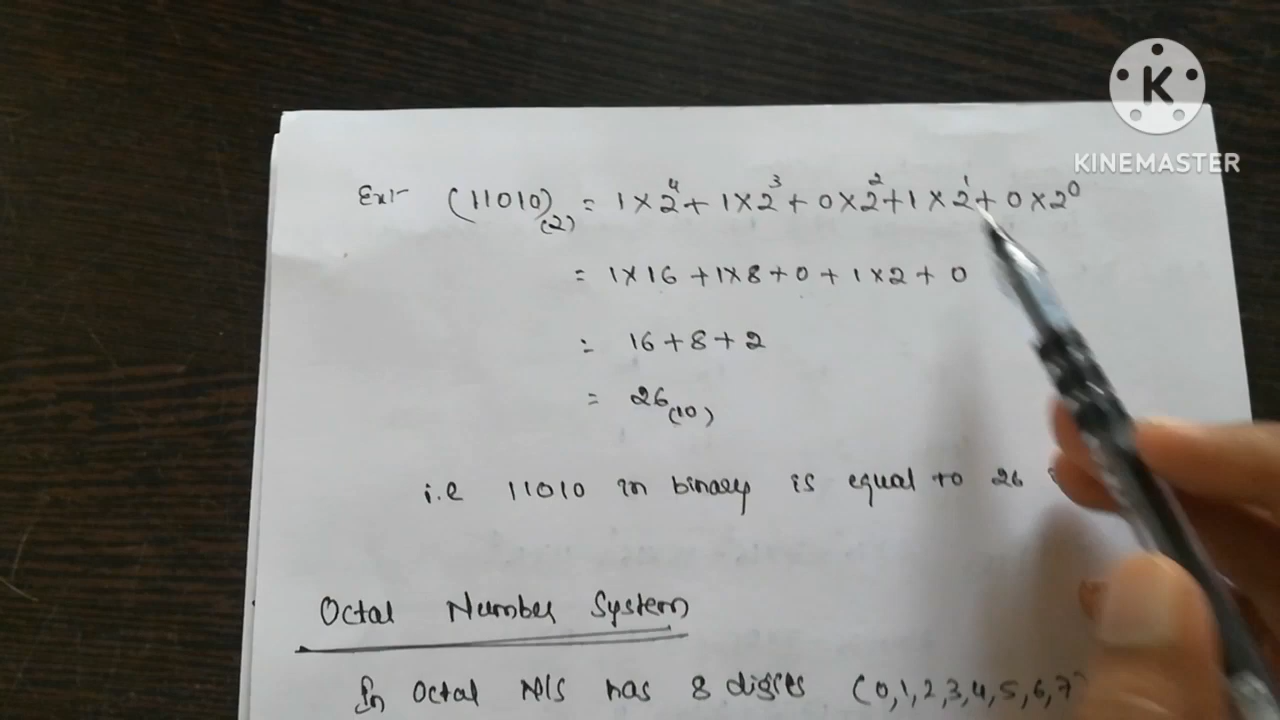 K
KINEMASTER
Ex:- (11010)₍₂₎ = 1×2⁴+ 1×2³ + 0×2²+1×2¹+ 0×2⁰
= 1×16 +1×8+0 + 1×2+ 0
= 16+8+2
= 26₍₁₀₎
i.e 11010 in binary is equal to 26
Octal Number System
In Octal N/S has 8 (0,1,2,3,4,5,6,7)